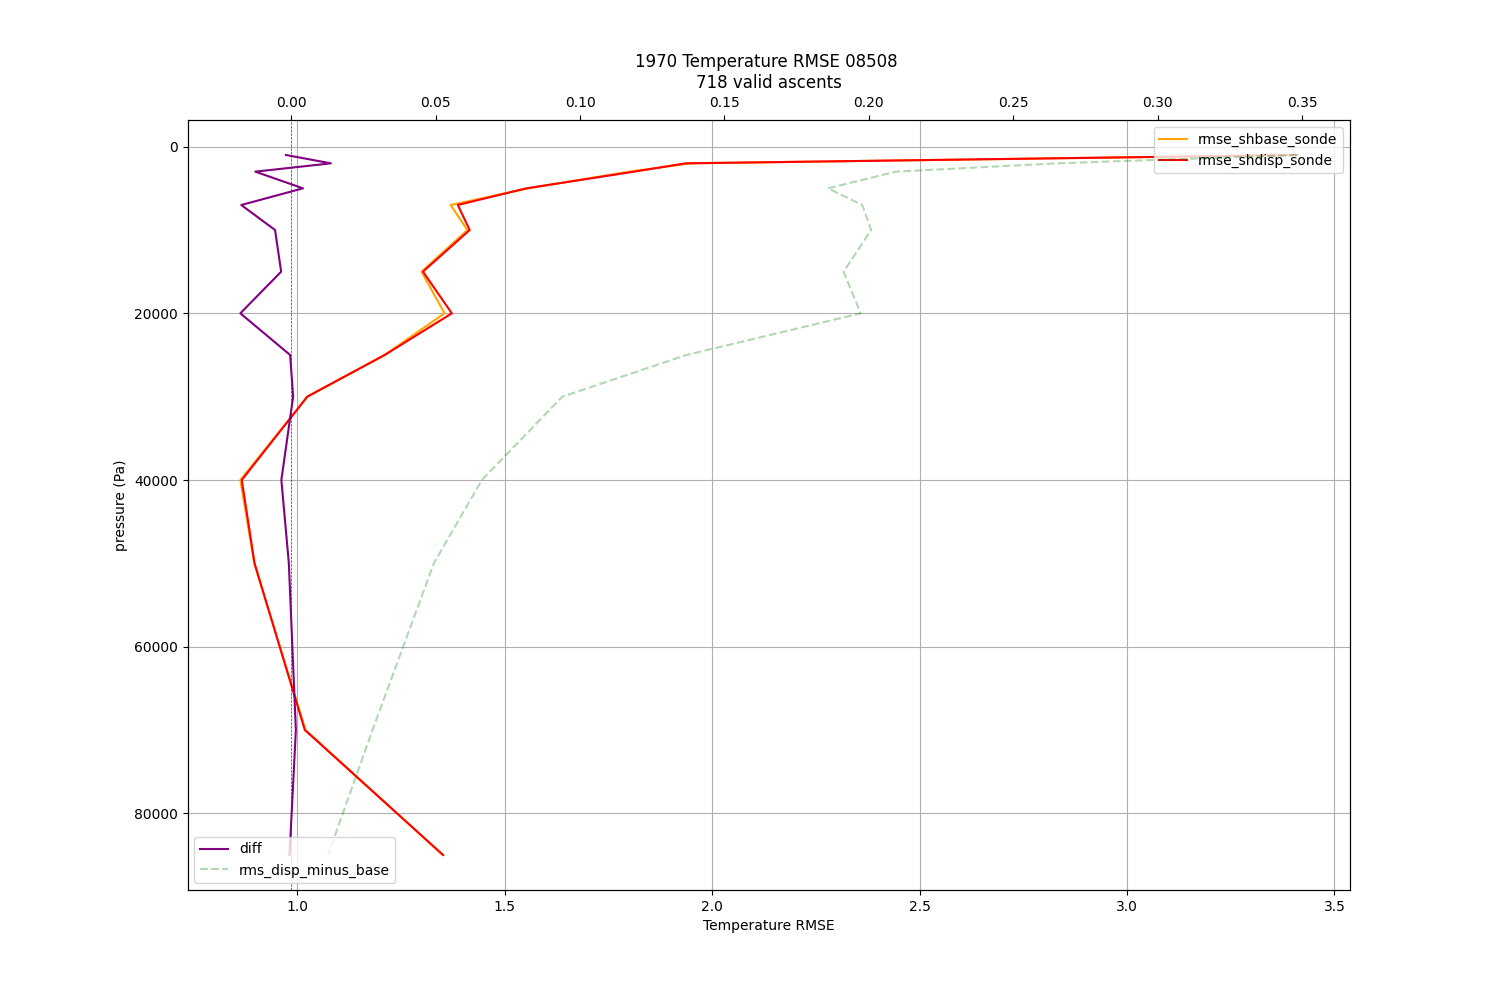 1970 Temperature RMSE 08508
718 valid ascents
0.00 0.05 0.10 0.15 0.20 0.25 0.30 0.35
rmse_shbase_sonde
rmse_shdisp_sonde
0
20000
40000
60000
80000
pressure (Pa)
diff
rms_disp_minus_base
1.0 1.5 2.0 2.5 3.0 3.5
Temperature RMSE